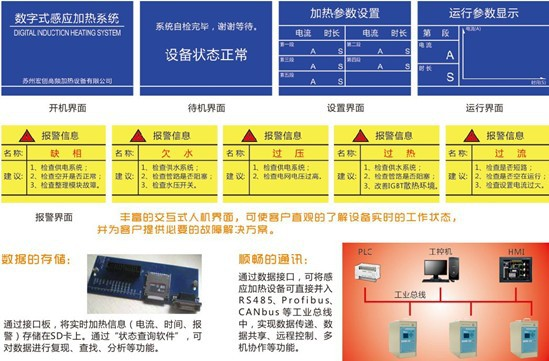 数字式感应加热系统
DIGITAL INDUCTION HEATING SYSTEM
苏州宏创高频加热设备有限公司
开机界面
系统自检完毕，谢谢等待。
设备状态正常
待机界面
加热参数设置
电流 时长 电流 时长
第一段 A S 第二段 A S
第三段 A S 第四段 A S
第五段 A S
设置界面
运行参数显示
第 段
电流 A
时长 S
电流(A)
时长(S)
运行界面
报警信息
名称: 缺相
建议:
1、检查供电系统;
2、检查空开是否正常;
3、检查整理模块故障。
报警信息
名称: 欠水
建议:
1、检查供水系统;
2、检查管路是否阻塞;
3、检查水压开关。
报警信息
名称: 过压
建议:
1、检查供电系统;
2、检查电网电压过高。
报警信息
名称: 过热
建议:
1、检查供水系统;
2、检查管路是否阻塞;
3、改善IGBT散热环境。
报警信息
名称: 过流
建议:
1、检查是否短路;
2、检查是否空在运行;
3、检查设置电流过大。
报警界面
丰富的交互式人机界面，可使客户直观的了解设备实时的工作状态，
并为客户提供必要的故障解决方案。
数据的存储:
通过接口板，将实时加热信息（电流、时间、报
警）存储在SD卡上。通过“状态查询软件”，可
对数据进行复现、查找、分析等功能。
顺畅的通讯:
通过数据接口，可将感
应加热设备可直接并入
RS485, Profibus,
CANbus等工业总线
中，实现数据传递、数
据共享、远程控制、多
机协作等功能。
PLC
工控机
HMI
工业总线